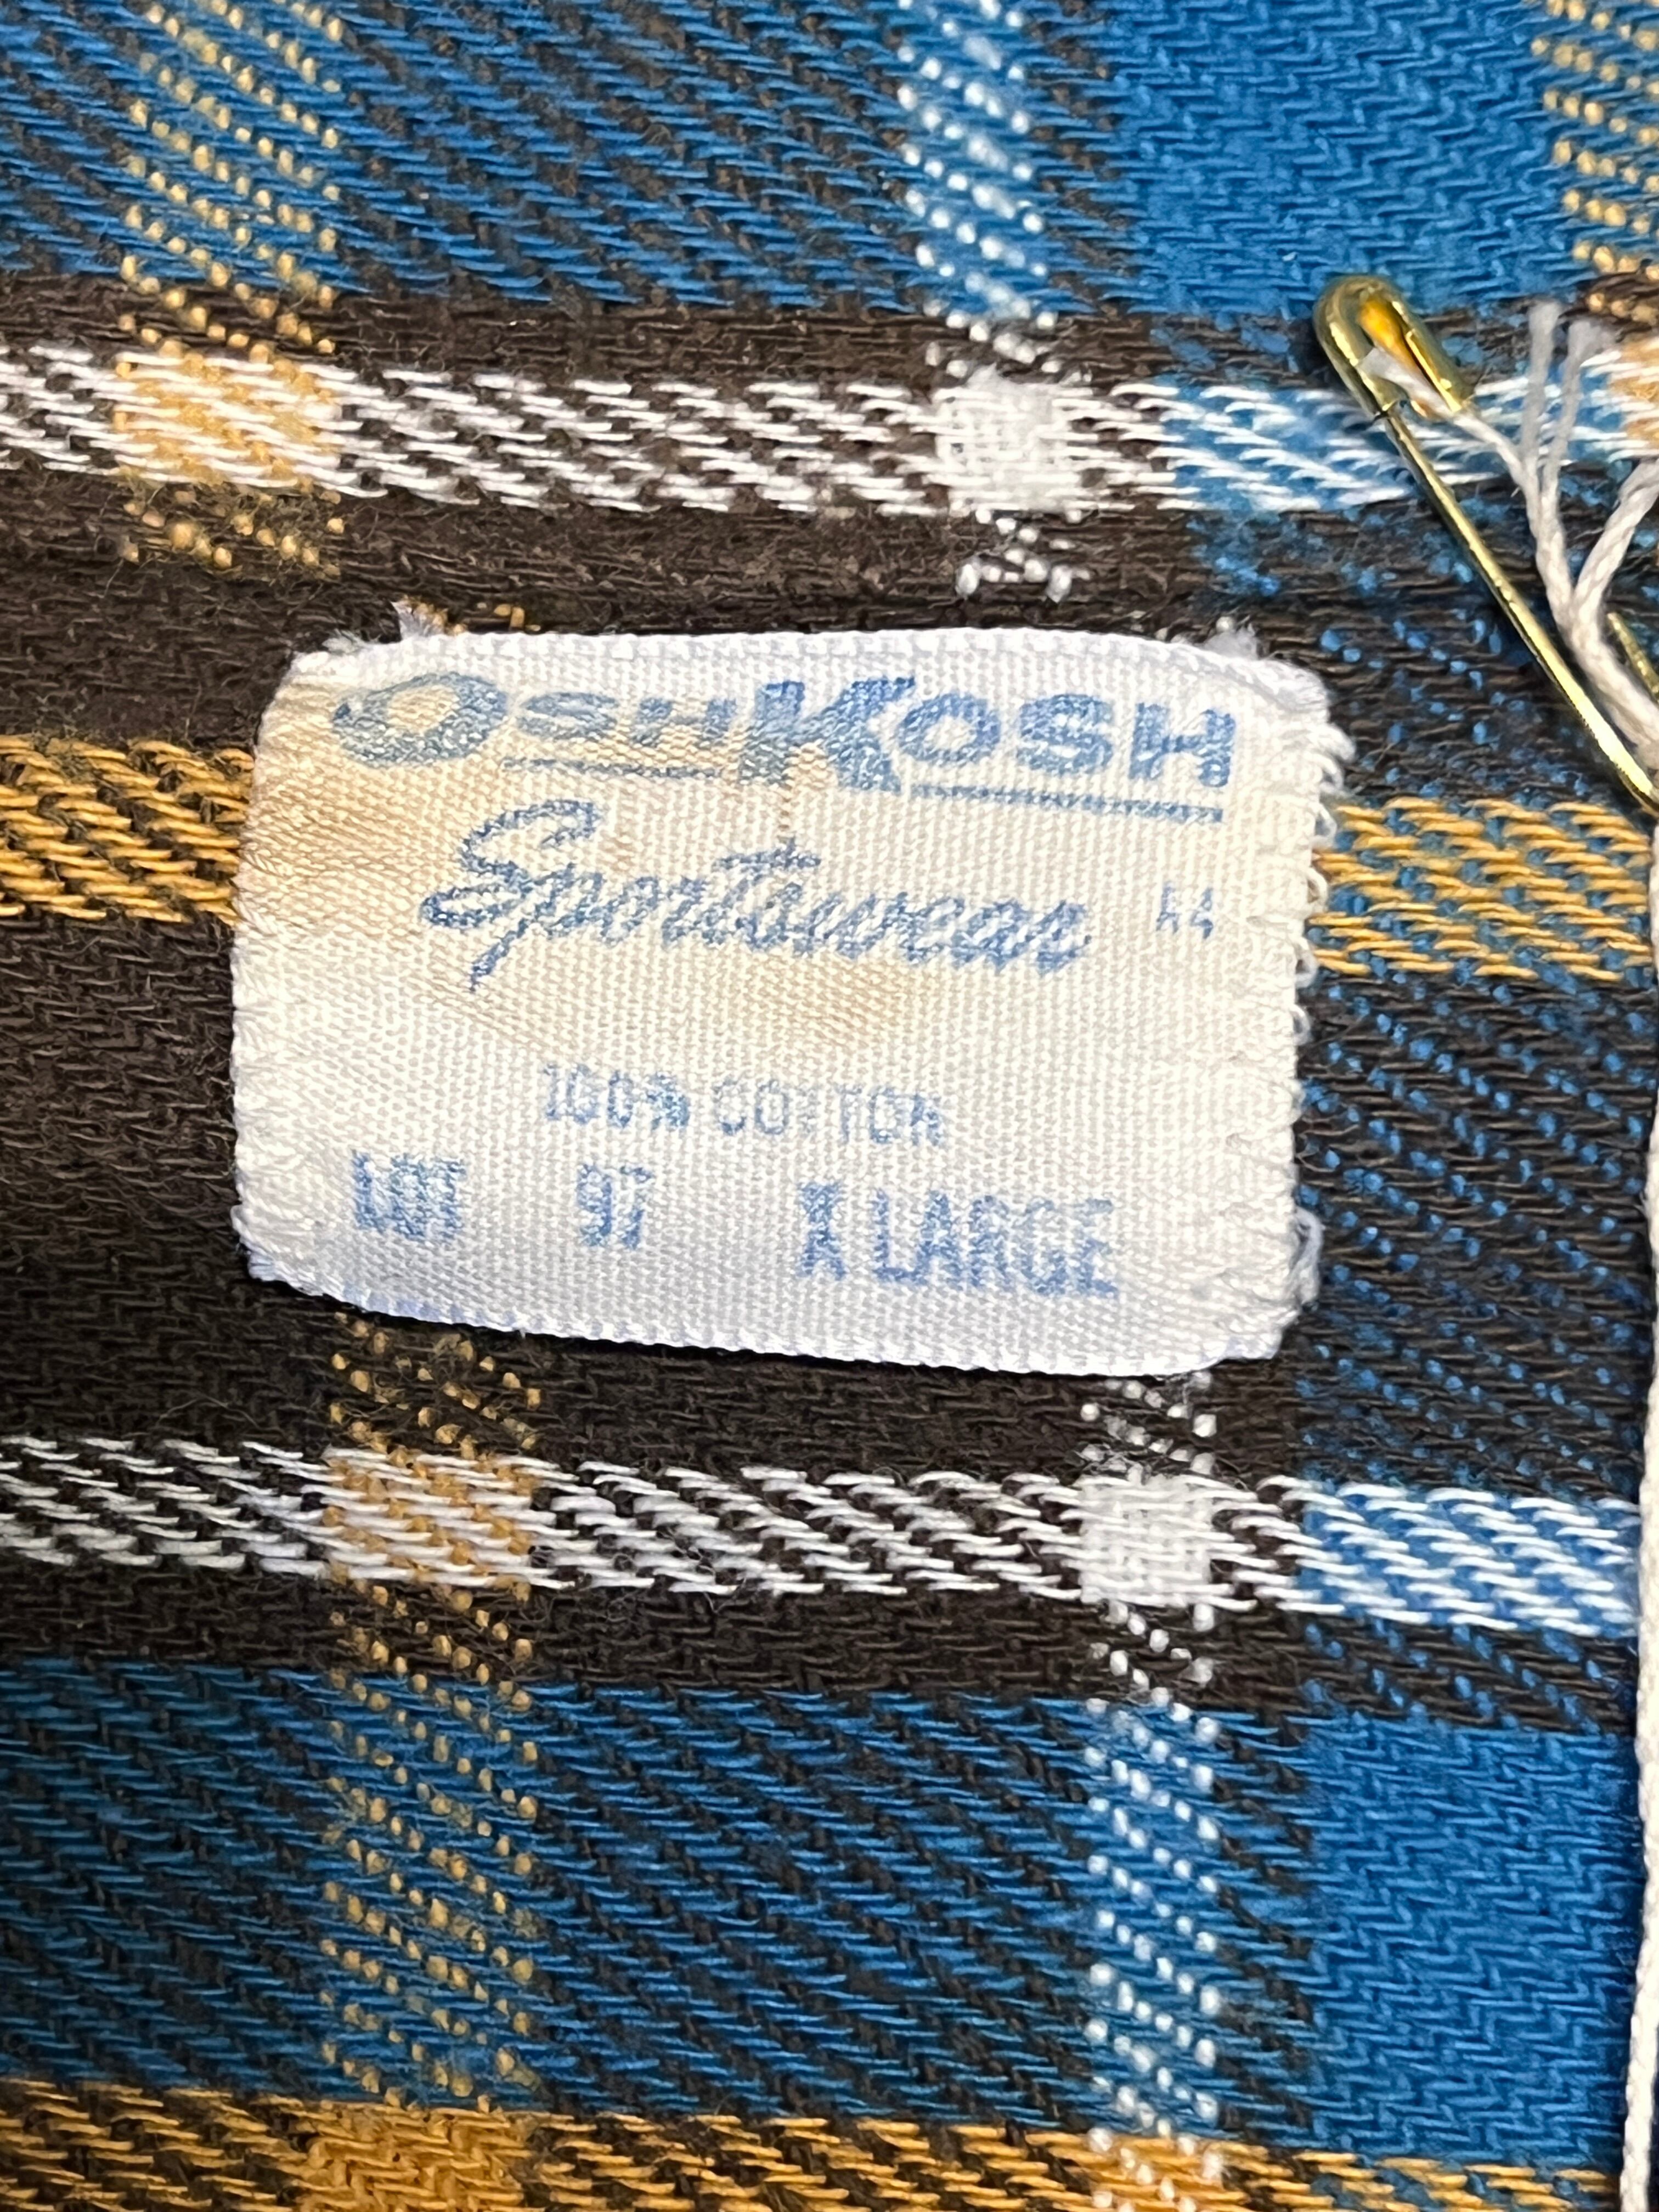 OSHKOSH
Sportswear
100% COTTON
LOT 97 X LARGE